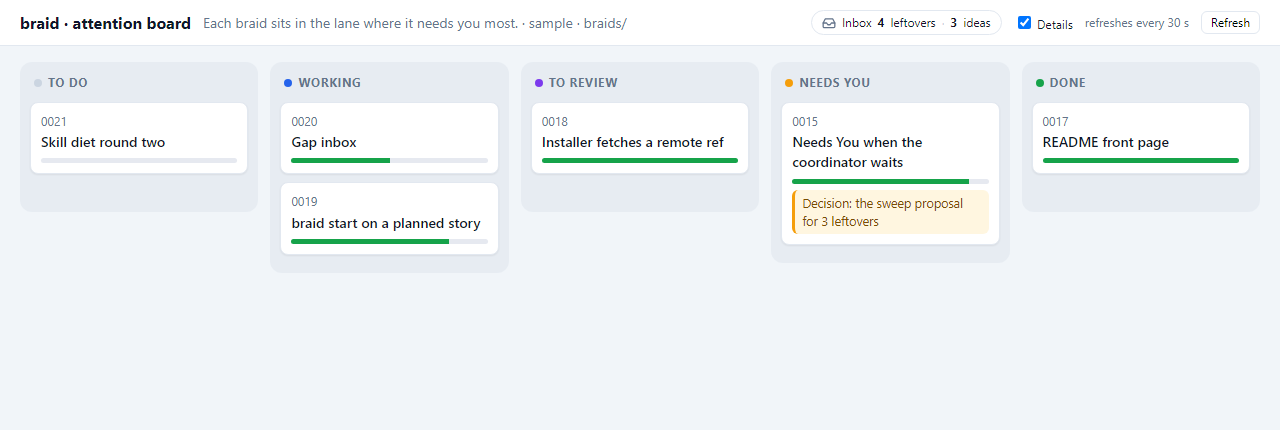 braid · attention board
Each braid sits in the lane where it needs you most. · sample · braids/
Inbox 4 leftovers · 3 ideas
Details
refreshes every 30 s
Refresh
TO DO
0021
Skill diet round two
WORKING
0020
Gap inbox
0019
braid start on a planned story
TO REVIEW
0018
Installer fetches a remote ref
NEEDS YOU
0015
Needs You when the
coordinator waits
Decision: the sweep proposal
for 3 leftovers
DONE
0017
README front page